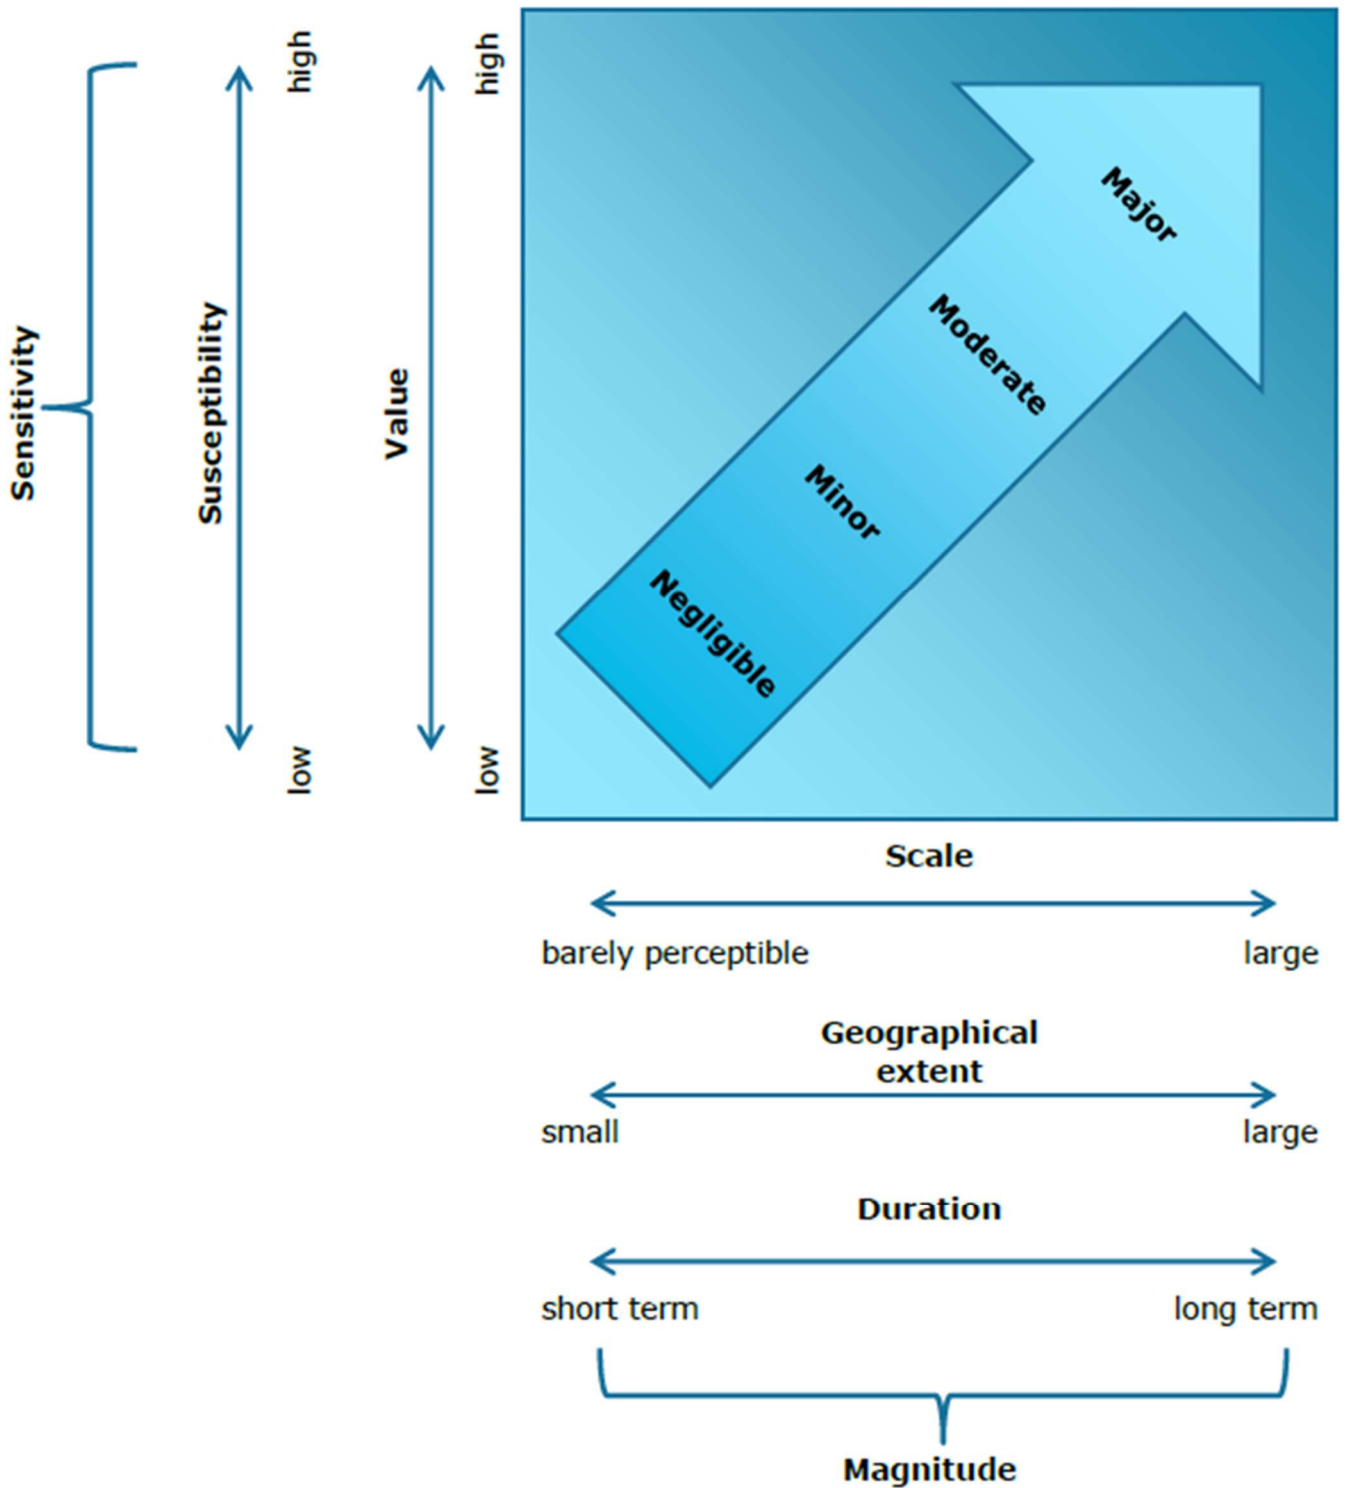 Sensitivity
Susceptibility
high
low
Value
high
low
Major
Moderate
Minor
Negligible
Scale
barely perceptible
large
Geographical
extent
small
large
Duration
short term
long term
Magnitude